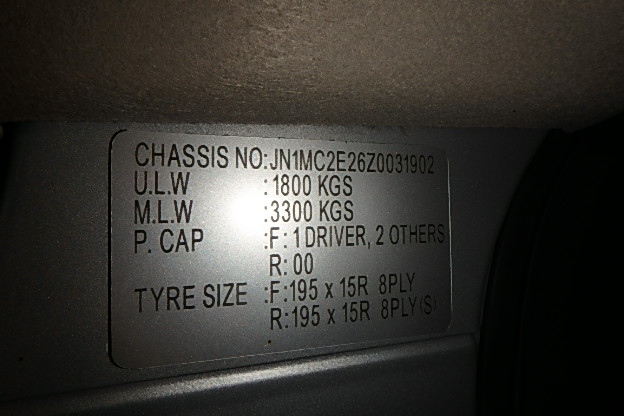 CHASSIS NO:JN1MC2E26Z0031902
U.L.W :1800 KGS
M.L.W :3300 KGS
P. CAP :F: 1 DRIVER, 2 OTHERS
R: 00
TYRE SIZE :F:195 x 15R 8PLY
R:195 x 15R 8PLY(S)